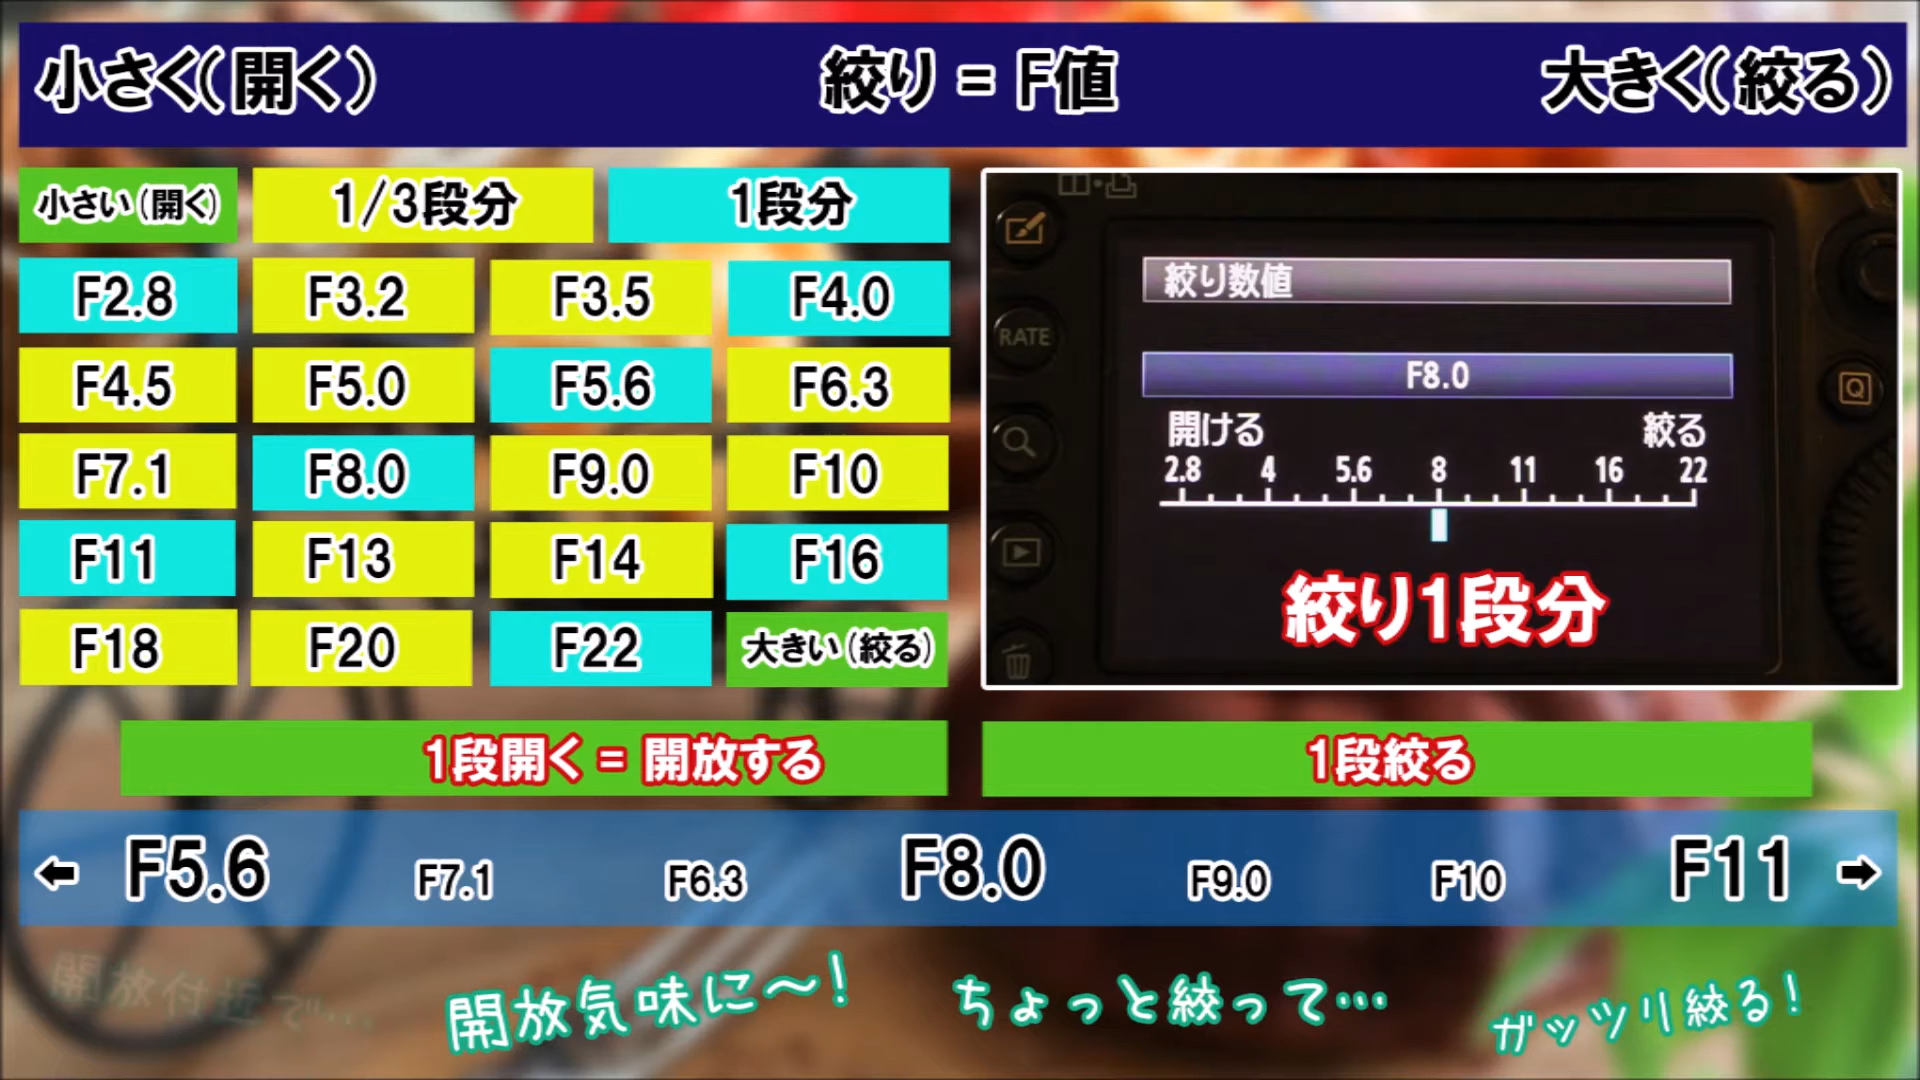 小さく(開く) 絞り = F値 大きく(絞る)
小さい(開く) 1/3段分 1段分
F2.8 F3.2 F3.5 F4.0
F4.5 F5.0 F5.6 F6.3
F7.1 F8.0 F9.0 F10
F11 F13 F14 F16
F18 F20 F22 大きい(絞る)
RATE
Q
絞り数値
F8.0
開ける 絞る
2.8 4 5.6 8 11 16 22
絞り1段分
1段開く = 開放する 1段絞る
← F5.6 F7.1 F6.3 F8.0 F9.0 F10 F11 →
開放付近で…
開放気味に〜!
ちょっと絞って…
ガッツリ絞る!